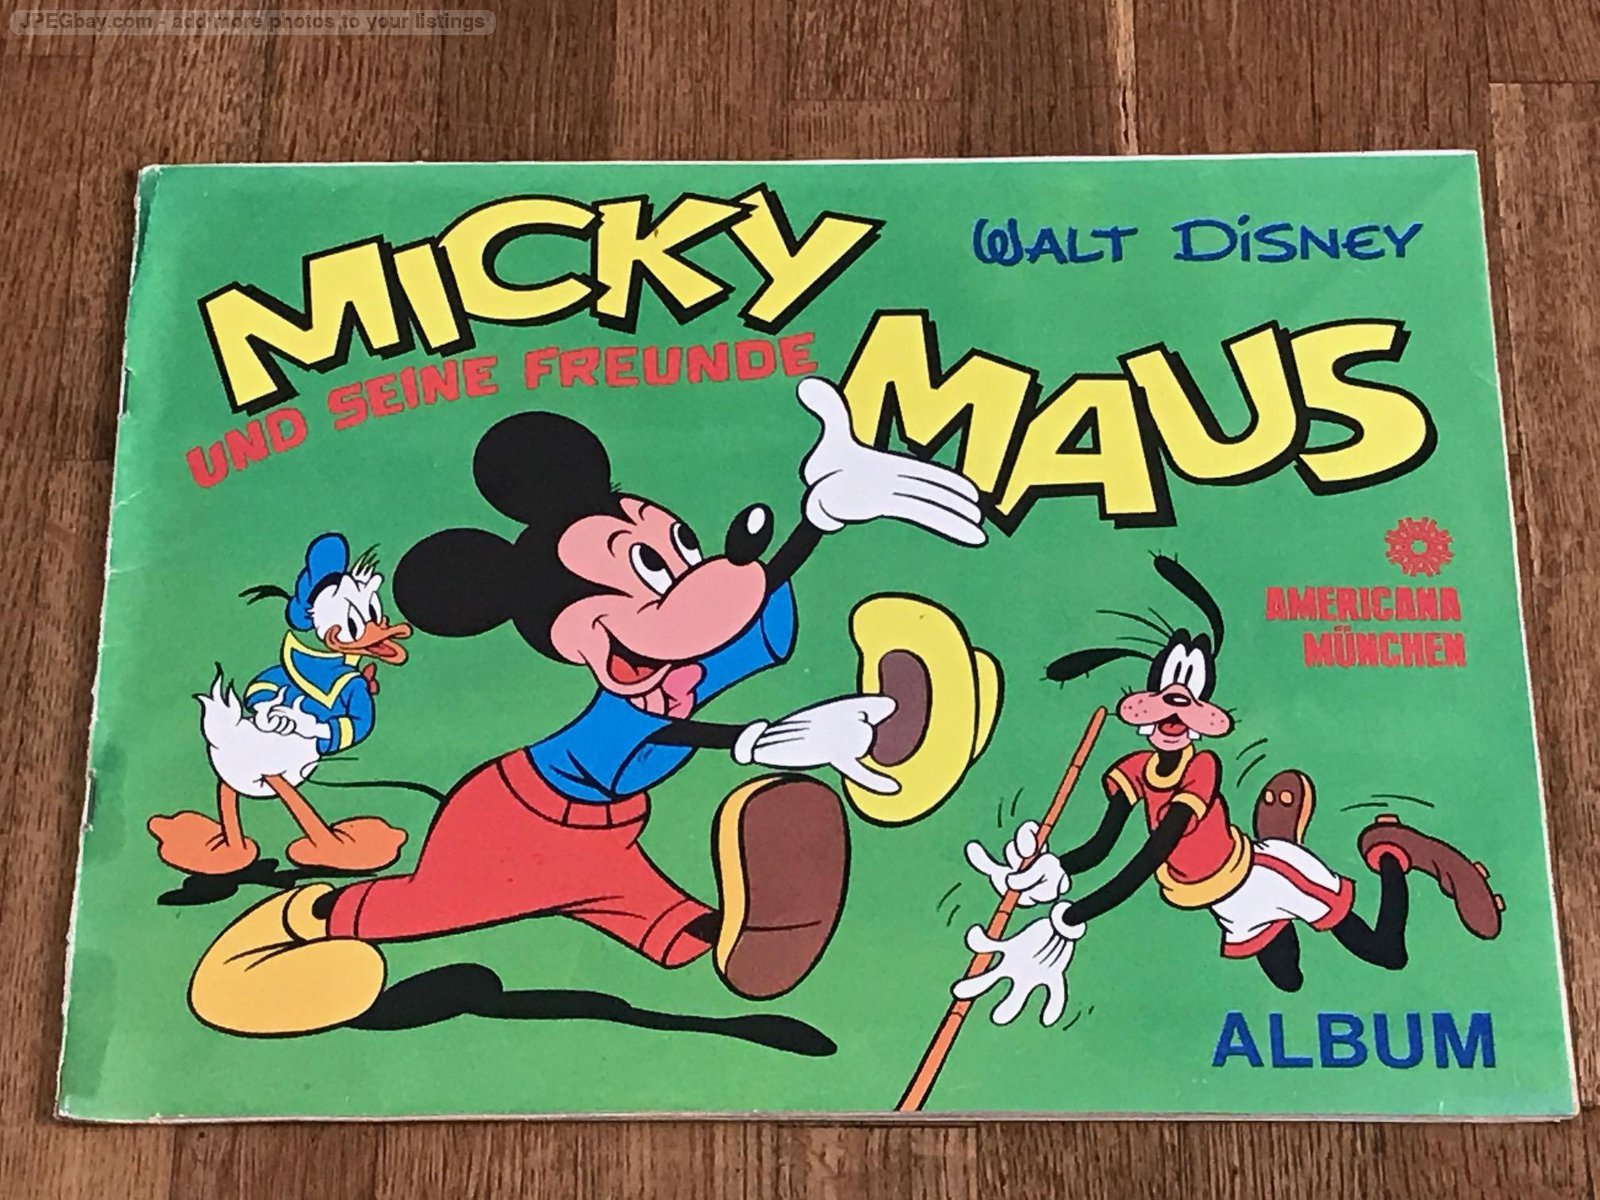 JPEGbay.com - add more photos to your listings
MICKY
WALT DISNEY
MAUS
UND SEINE FREUNDE
AMERICANA
MÜNCHEN
ALBUM